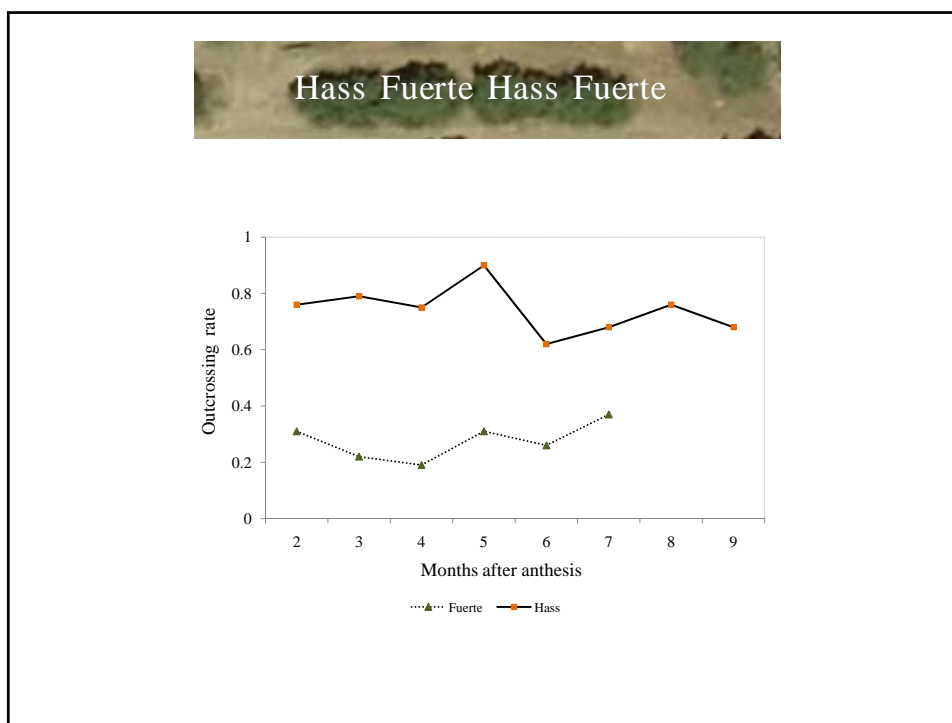 Hass Fuerte Hass Fuerte
1
0.8
0.6
0.4
0.2
0
Outcrossing rate
2 3 4 5 6 7 8 9
Months after anthesis
Fuerte Hass